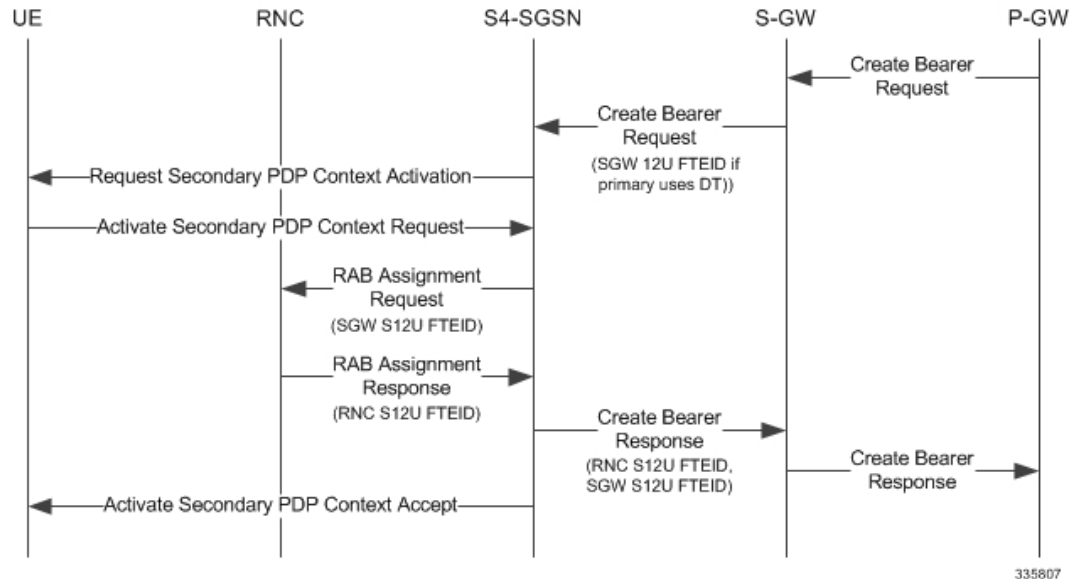 UE RNC S4-SGSN S-GW P-GW
Create Bearer
Request
Create Bearer
Request
(SGW 12U FTEID if
primary uses DT))
Request Secondary PDP Context Activation
Activate Secondary PDP Context Request
RAB Assignment
Request
(SGW S12U FTEID)
RAB Assignment
Response
(RNC S12U FTEID)
Create Bearer
Response
(RNC S12U FTEID,
SGW S12U FTEID)
Create Bearer
Response
Activate Secondary PDP Context Accept
335807